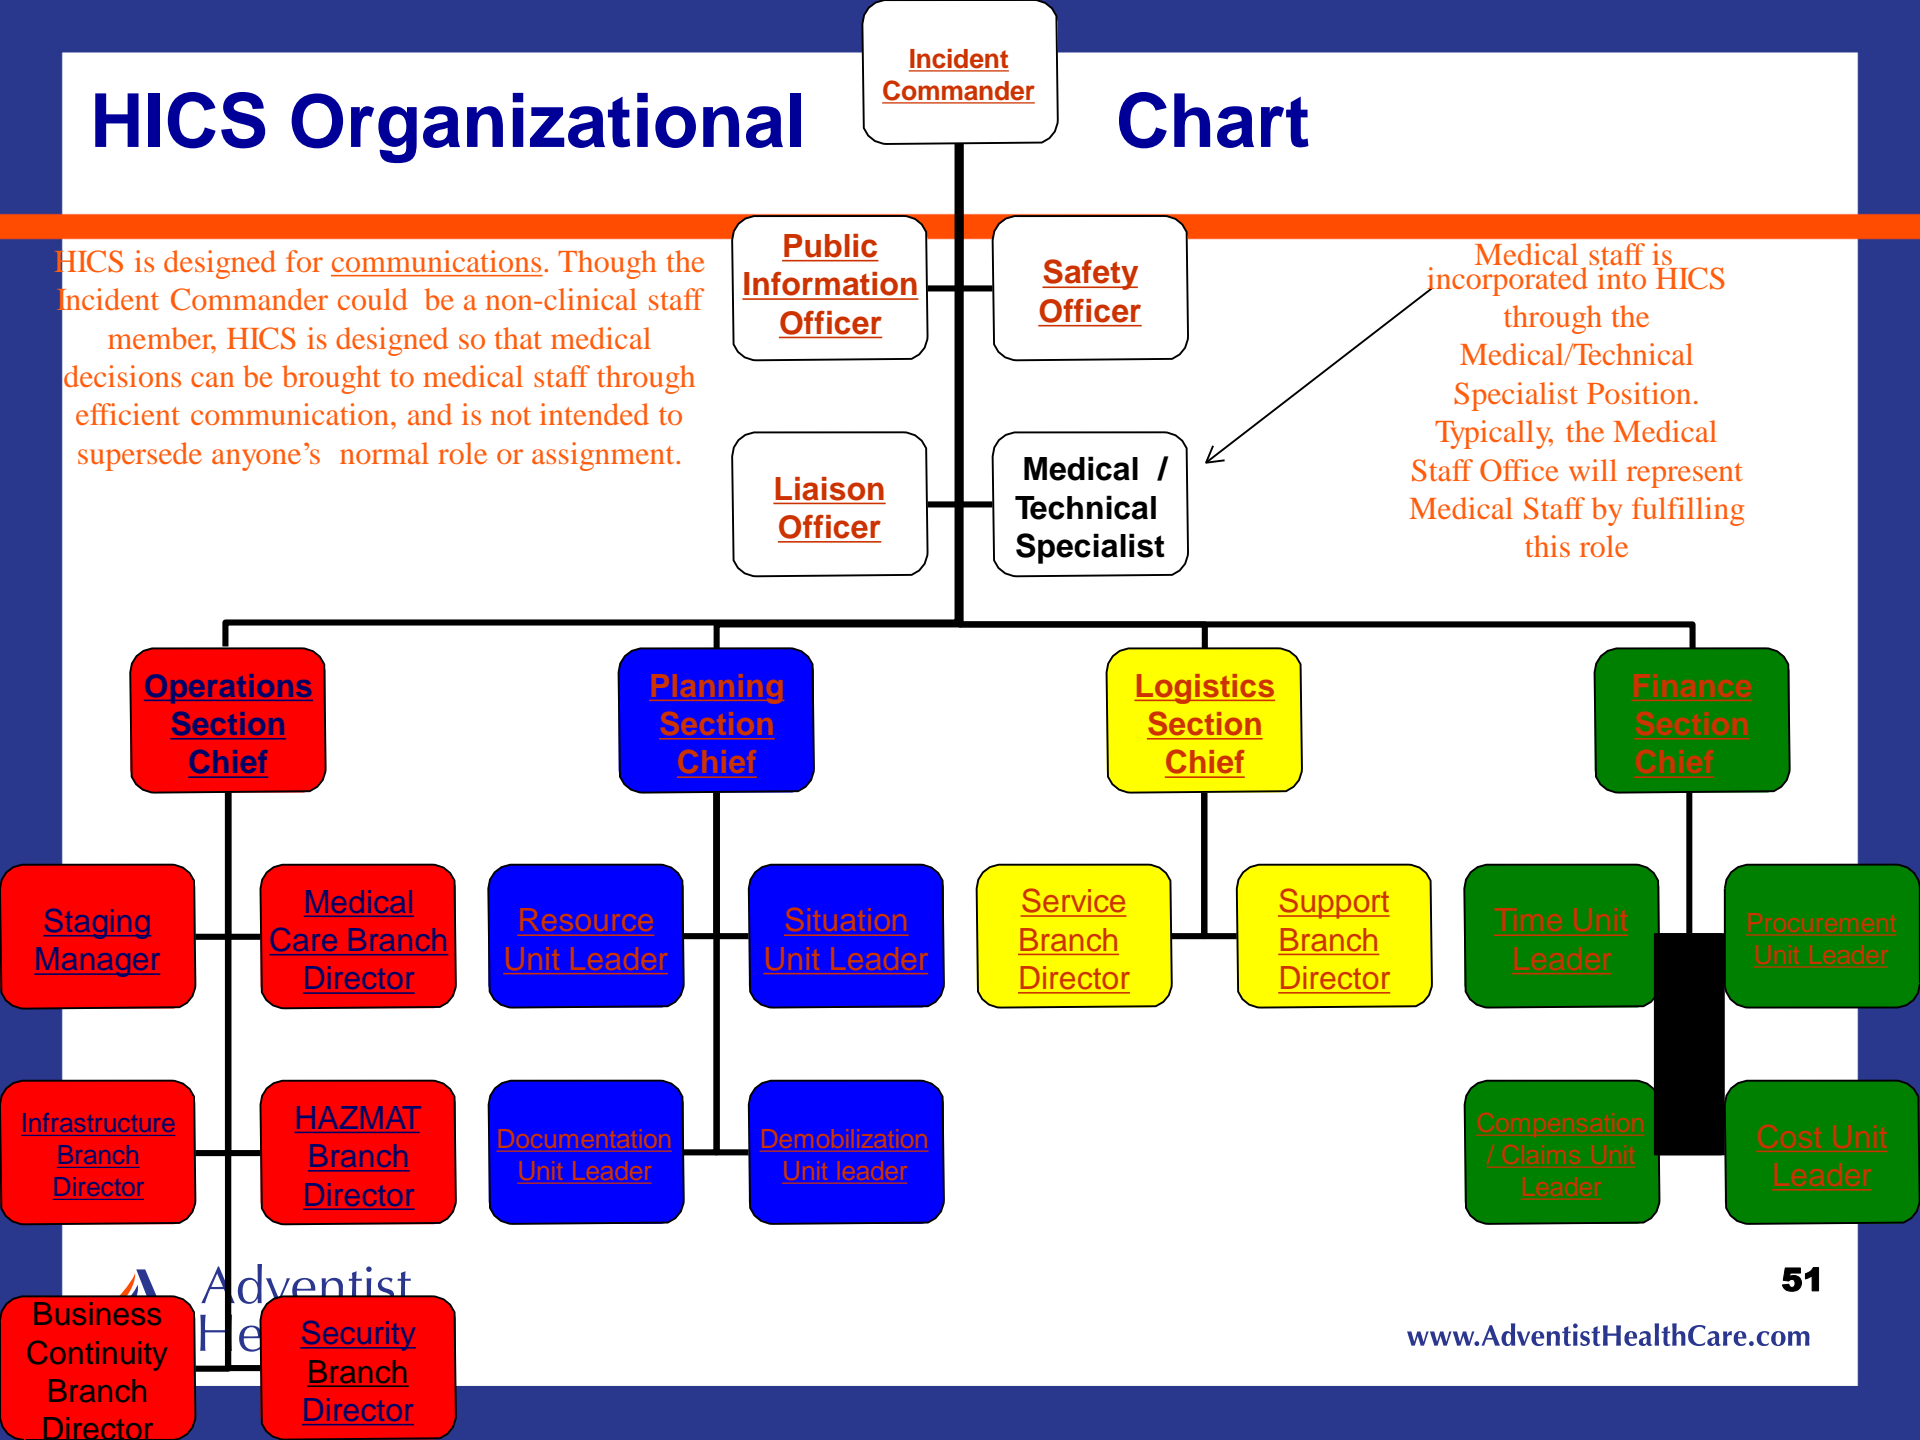 Incident
Commander
HICS Organizational Chart
HICS is designed for communications. Though the
Incident Commander could be a non-clinical staff
member, HICS is designed so that medical
decisions can be brought to medical staff through
efficient communication, and is not intended to
supersede anyone's normal role or assignment.
Public
Information
Officer
Safety
Officer
Medical staff is
incorporated into HICS
through the
Medical/Technical
Specialist Position.
Typically, the Medical
Staff Office will represent
Medical Staff by fulfilling
this role
Liaison
Officer
Medical /
Technical
Specialist
Operations
Section
Chief
Planning
Section
Chief
Logistics
Section
Chief
Finance
Section
Chief
Staging
Manager
Medical
Care Branch
Director
Resource
Unit Leader
Situation
Unit Leader
Service
Branch
Director
Support
Branch
Director
Time Unit
Leader
Procurement
Unit Leader
Infrastructure
Branch
Director
HAZMAT
Branch
Director
Documentation
Unit Leader
Demobilization
Unit leader
Compensation
/ Claims Unit
Leader
Cost Unit
Leader
Adventist
Business
Continuity
Branch
Director
Security
Branch
Director
51
www.AdventistHealthCare.com